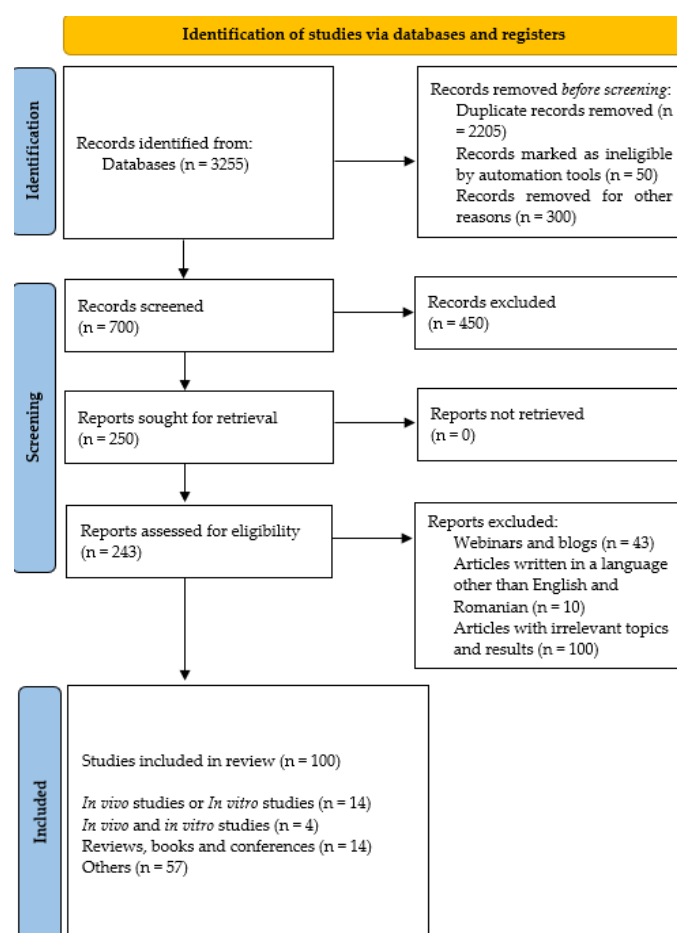 Identification of studies via databases and registers
Identification
Records identified from:
Databases (n = 3255)
Records removed before screening:
Duplicate records removed (n
= 2205)
Records marked as ineligible
by automation tools (n = 50)
Records removed for other
reasons (n = 300)
Screening
Records screened
(n = 700)
Records excluded
(n = 450)
Reports sought for retrieval
(n = 250)
Reports not retrieved
(n = 0)
Reports assessed for eligibility
(n = 243)
Reports excluded:
Webinars and blogs (n = 43)
Articles written in a language
other than English and
Romanian (n = 10)
Articles with irrelevant topics
and results (n = 100)
Included
Studies included in review (n = 100)
In vivo studies or In vitro studies (n = 14)
In vivo and in vitro studies (n = 4)
Reviews, books and conferences (n = 14)
Others (n = 57)